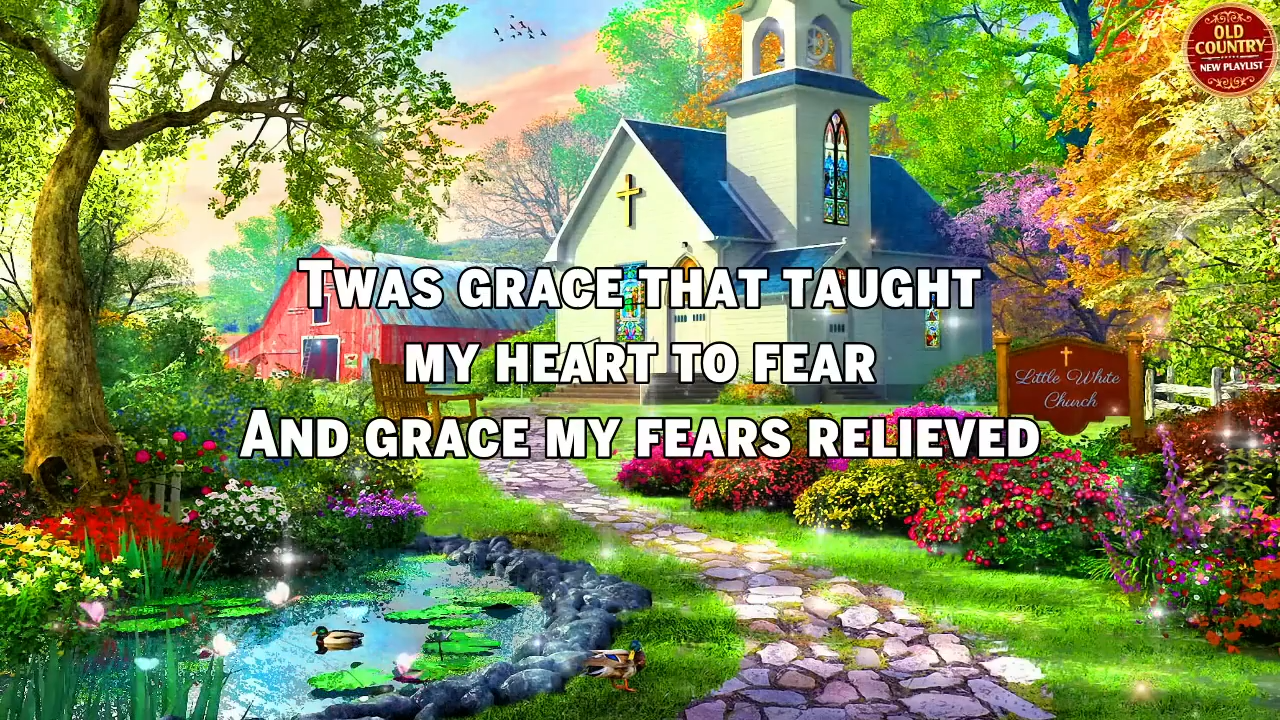 OLD
COUNTRY
NEW PLAYLIST
TWAS GRACE THAT TAUGHT
MY HEART TO FEAR
AND GRACE MY FEARS RELIEVED
Little White
Church